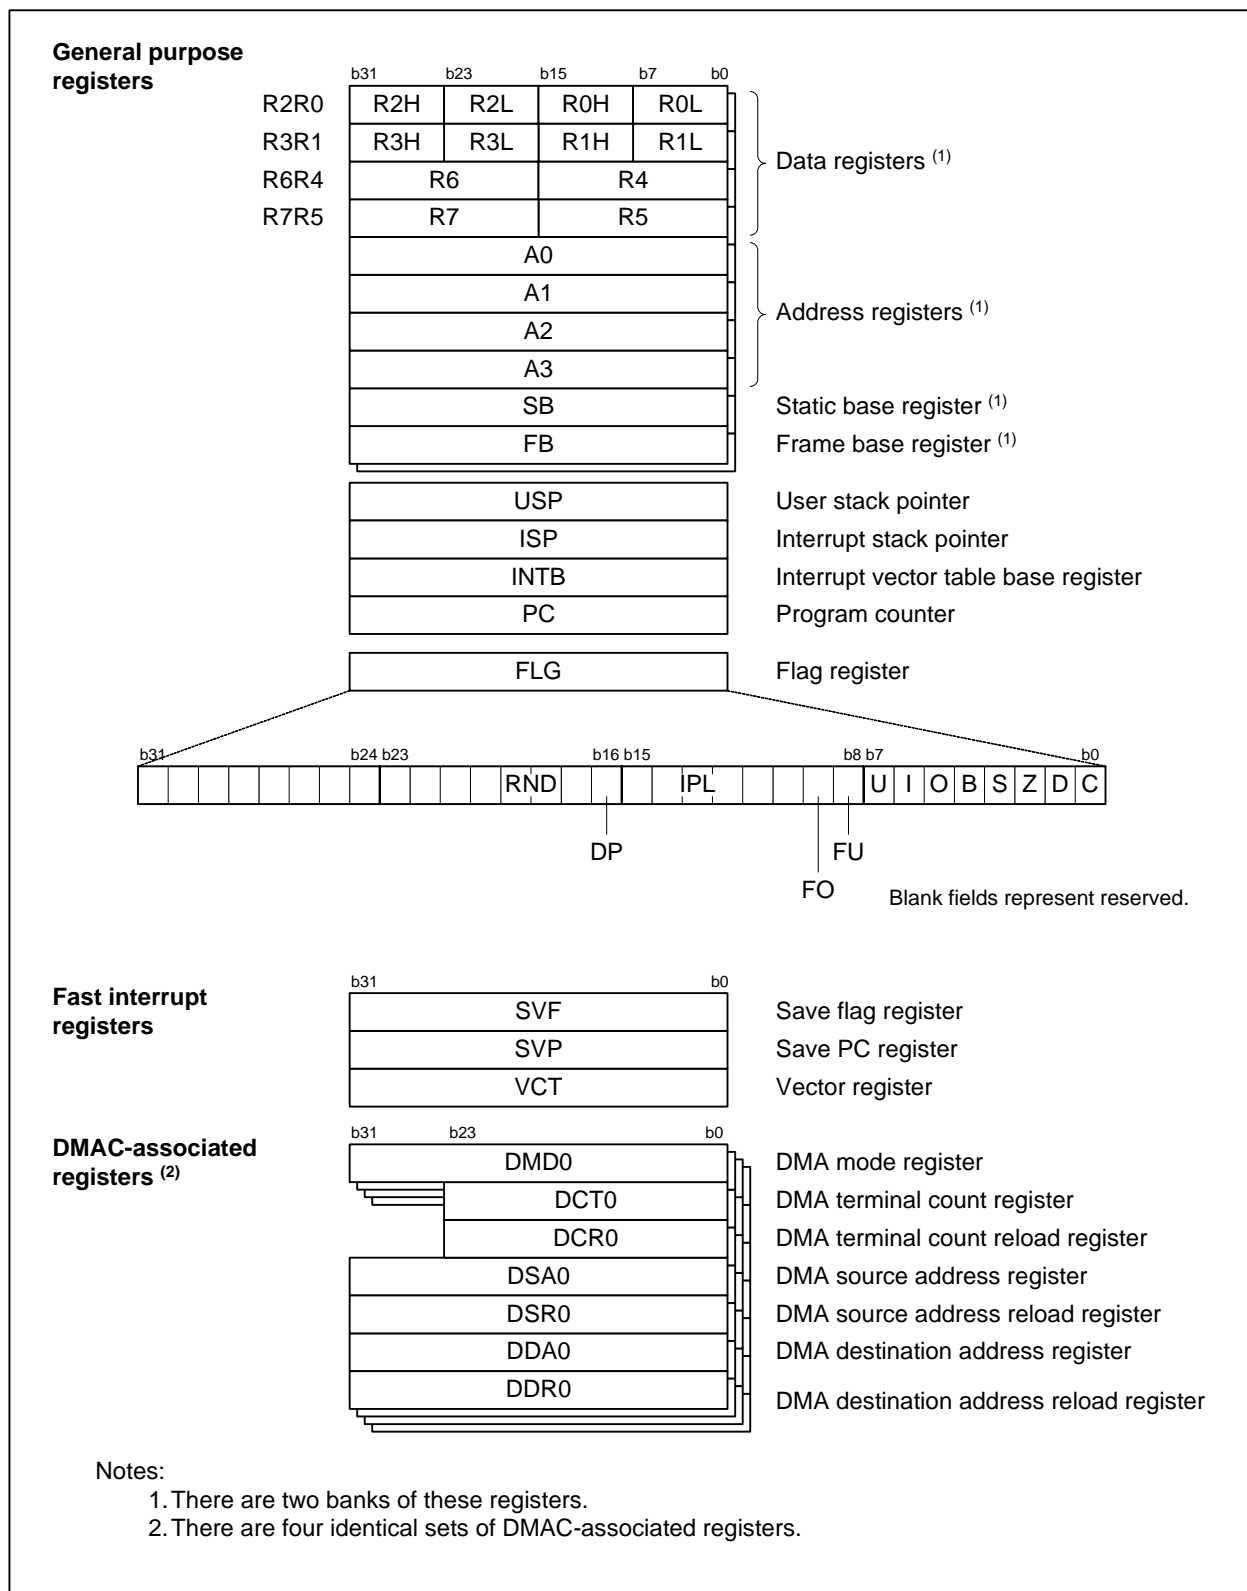 General purpose
registers
b31 b23 b15 b7 b0
R2R0 R2H R2L R0H R0L
R3R1 R3H R3L R1H R1L
Data registers (1)
R6R4 R6 R4
R7R5 R7 R5
A0
A1
Address registers (1)
A2
A3
SB Static base register (1)
FB Frame base register (1)
USP User stack pointer
ISP Interrupt stack pointer
INTB Interrupt vector table base register
PC Program counter
FLG Flag register
b31 b24 b23 b16 b15 b8 b7 b0
RND IPL U I O B S Z D C
DP FU
FO Blank fields represent reserved.
b31 b0
Fast interrupt
registers
SVF Save flag register
SVP Save PC register
VCT Vector register
b31 b23 b0
DMAC-associated
registers (2)
DMD0 DMA mode register
DCT0 DMA terminal count register
DCR0 DMA terminal count reload register
DSA0 DMA source address register
DSR0 DMA source address reload register
DDA0 DMA destination address register
DDR0 DMA destination address reload register
Notes:
1. There are two banks of these registers.
2. There are four identical sets of DMAC-associated registers.